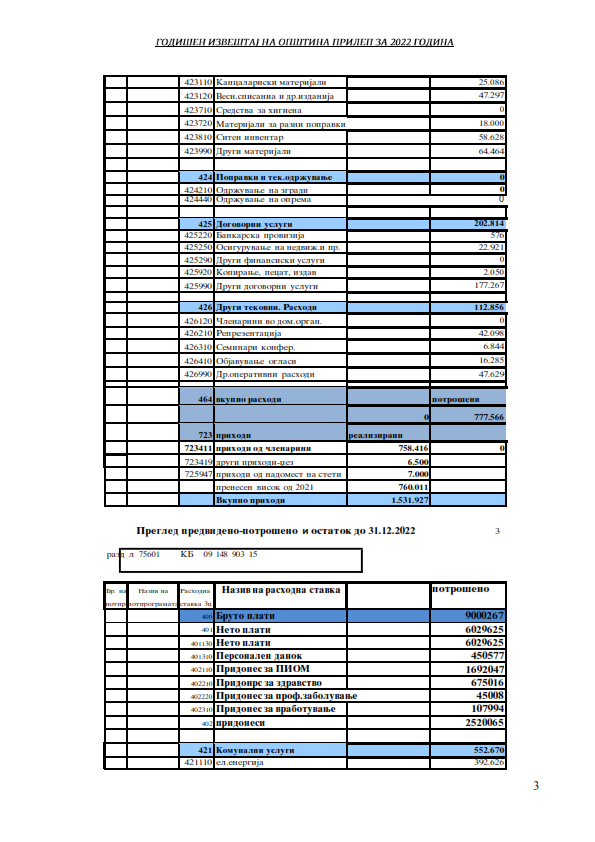 ГОДИШЕН ИЗВЕШТАЈ НА ОПШТИНА ПРИЛЕП ЗА 2022 ГОДИНА
423110 Канцалариски материјали 25.086
423120 Весн.списаниа и др.изданија 47.297
423710 Средства за хигиена 0
423720 Материјали за разни поправки 18.000
423810 Ситен инвентар 58.628
423990 Други материјали 64.464
424 Поправки и тек.одржување 0
424210 Одржување на згради 0
424440 Одржување на опрема 0
425 Договорни услуги 202.814
425220 Банкарска провизија 576
425250 Осигурување на недвиж.и пр. 22.921
425290 Други финансиски услуги 0
425920 Копирање, пецат, издав 2.050
425990 Други договорни услуги 177.267
426 Други тековни. Расходи 112.856
426120 Членарини во дом.орган. 0
426210 Репрезентација 42.098
426310 Семинари конфер. 6.844
426410 Објавување огласи 16.285
426990 Др.оперативни расходи 47.629
464 вкупно расходи потрошени
0 777.566
723 приходи реализирани
723411 приходи од членарини 758.416 0
723419 други приходи-цез 6.500
725947 приходи од надомест на стети 7.000
пренесен висок од 2021 760.011
Вкупно приходи 1.531.927
Преглед предвидено-потрошено и остаток до 31.12.2022 3
разд л 75601 КБ 09 148 903 15
Бр. на Назив на Расходна Назив на расходна ставка потрошено
потпр потпрограмата ставка 3ц
400 Бруто плати 9000267
401 Нето плати 6029625
401130 Нето плати 6029625
401310 Персонален данок 450577
402110 Придонес за ПИОМ 1692047
402210 Придонрс за здравство 675016
402220 Придонес за проф.заболување 45008
402310 Придонес за вработување 107994
402 придонеси 2520065
421 Комунални услуги 552.670
421110 ел.енергија 392.626
3